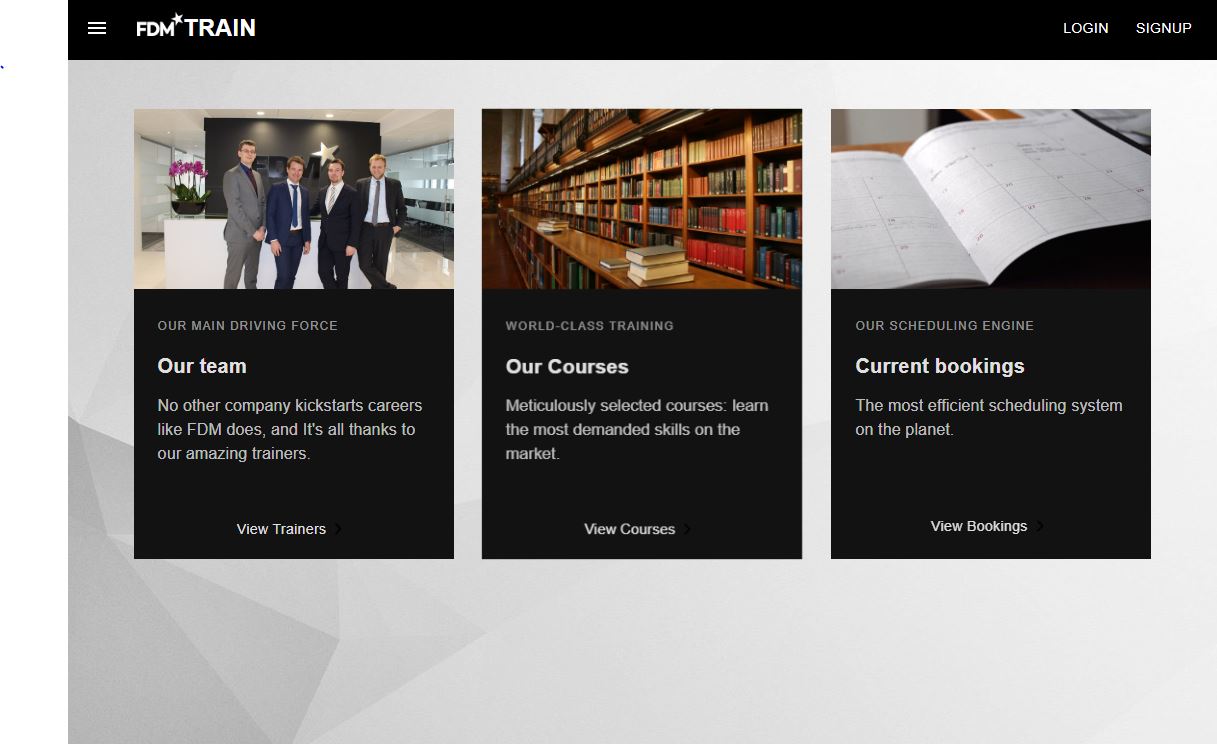 FDM TRAIN
LOGIN SIGNUP
OUR MAIN DRIVING FORCE
Our team
No other company kickstarts careers
like FDM does, and It's all thanks to
our amazing trainers.
View Trainers
WORLD-CLASS TRAINING
Our Courses
Meticulously selected courses: learn
the most demanded skills on the
market.
View Courses
OUR SCHEDULING ENGINE
Current bookings
The most efficient scheduling system
on the planet.
View Bookings